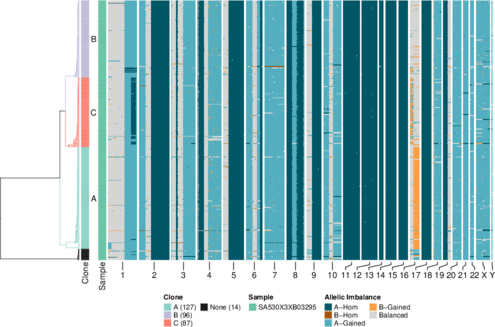 B
C
A
Clone
Sample
1 2 3 4 5 6 7 8 9 10 11 12 13 14 15 16 17 18 19 20 21 22 X Y
Clone Sample Allelic Imbalance
A (127) None (14) SA530X3XB03295 A-Hom B-Gained
B (96) B-Hom Balanced
C (87) A-Gained